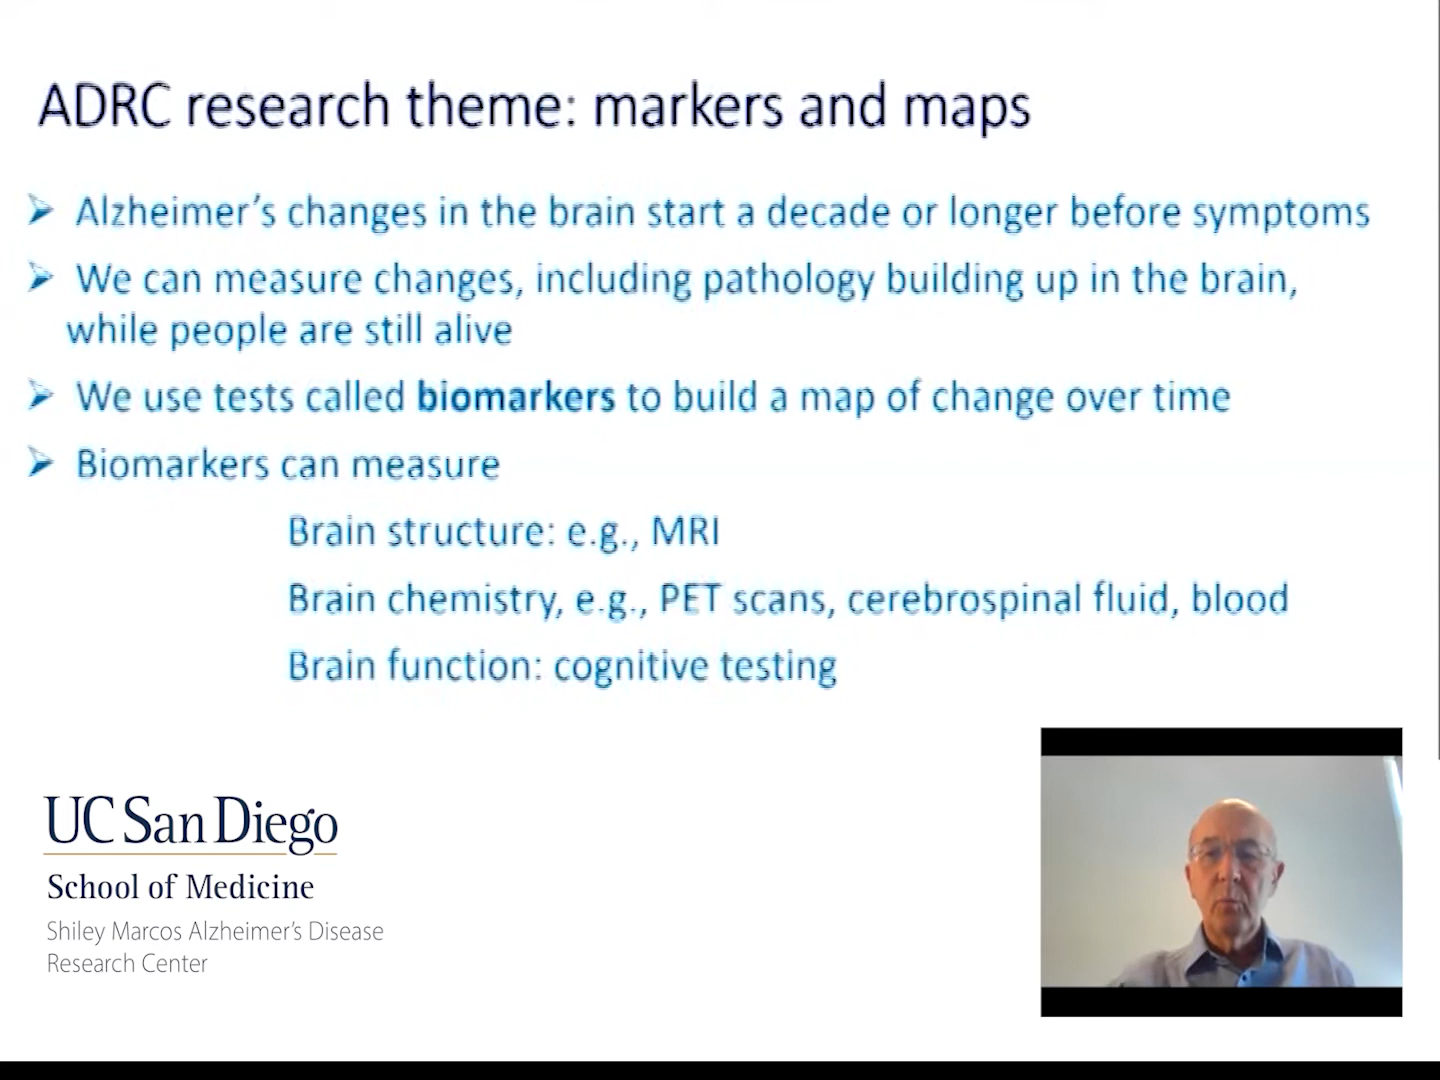 ADRC research theme: markers and maps
➢ Alzheimer’s changes in the brain start a decade or longer before symptoms
➢ We can measure changes, including pathology building up in the brain,
while people are still alive
➢ We use tests called biomarkers to build a map of change over time
➢ Biomarkers can measure
Brain structure: e.g., MRI
Brain chemistry, e.g., PET scans, cerebrospinal fluid, blood
Brain function: cognitive testing
UC San Diego
School of Medicine
Shiley Marcos Alzheimer’s Disease
Research Center